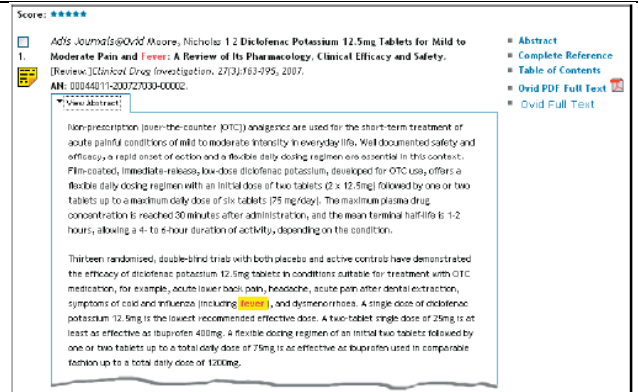 Score: ★★★★★
Adis Journals@Ovid Moore, Nicholas 1 2 Diclofenac Potassium 12.5mg Tablets for Mild to
1. Moderate Pain and Fever: A Review of Its Pharmacology, Clinical Efficacy and Safety.
[Review.]Clinical Drug Investigation, 27(3):163-195, 2007.
AN: 00044011-200727030-00002.
View Abstract
Non-prescription (over-the-counter [OTC]) analgesics are used for the short-term treatment of
acute painful conditions of mild to moderate intensity in everyday life. Well documented safety and
efficacy, a rapid onset of action and a flexible daily dosing regimen are essential in this context.
Film-coated, immediate-release, low-dose diclofenac potassium, developed for OTC use, offers a
flexible daily dosing regimen with an initial dose of two tablets (2 x 12.5mg) followed by one or two
tablets up to a maximum daily dose of six tablets (75 mg/day). The maximum plasma drug
concentration is reached 30 minutes after administration, and the mean terminal half-life is 1-2
hours, allowing a 4- to 6-hour duration of activity, depending on the condition.
Thirteen randomised, double-blind trials with both placebo and active controls have demonstrated
the efficacy of diclofenac potassium 12.5mg tablets in conditions suitable for treatment with OTC
medication, for example, acute lower back pain, headache, acute pain after dental extraction,
symptoms of cold and influenza (including fever), and dysmenorrhoea. A single dose of diclofenac
potassium 12.5mg is the lowest recommended effective dose. A two-tablet single dose of 25mg is at
least as effective as ibuprofen 400mg. A flexible dosing regimen of an initial two tablets followed by
one or two tablets up to a total daily dose of 75mg is as effective as ibuprofen used in comparable
fashion up to a total daily dose of 1200mg.
Abstract
Complete Reference
Table of Contents
Ovid PDF Full Text
Ovid Full Text